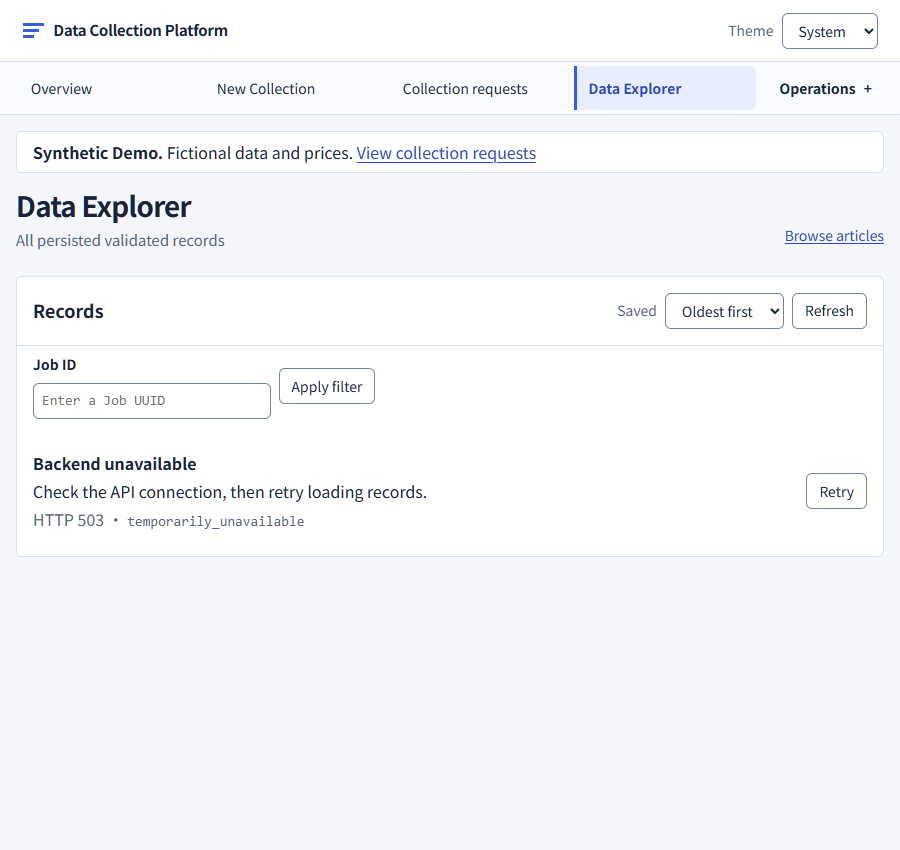 Data Collection Platform
Theme System
Overview New Collection Collection requests Data Explorer Operations +
Synthetic Demo. Fictional data and prices. View collection requests
Data Explorer
All persisted validated records
Browse articles
Records
Saved Oldest first Refresh
Job ID
Enter a Job UUID
Apply filter
Backend unavailable
Check the API connection, then retry loading records.
HTTP 503 • temporarily_unavailable
Retry